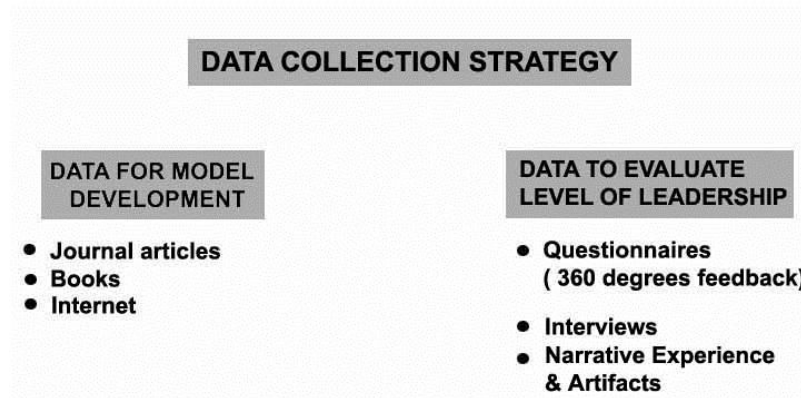 DATA COLLECTION STRATEGY
DATA FOR MODEL
DEVELOPMENT
• Journal articles
• Books
• Internet
DATA TO EVALUATE
LEVEL OF LEADERSHIP
• Questionnaires
( 360 degrees feedback)
• Interviews
• Narrative Experience
& Artifacts